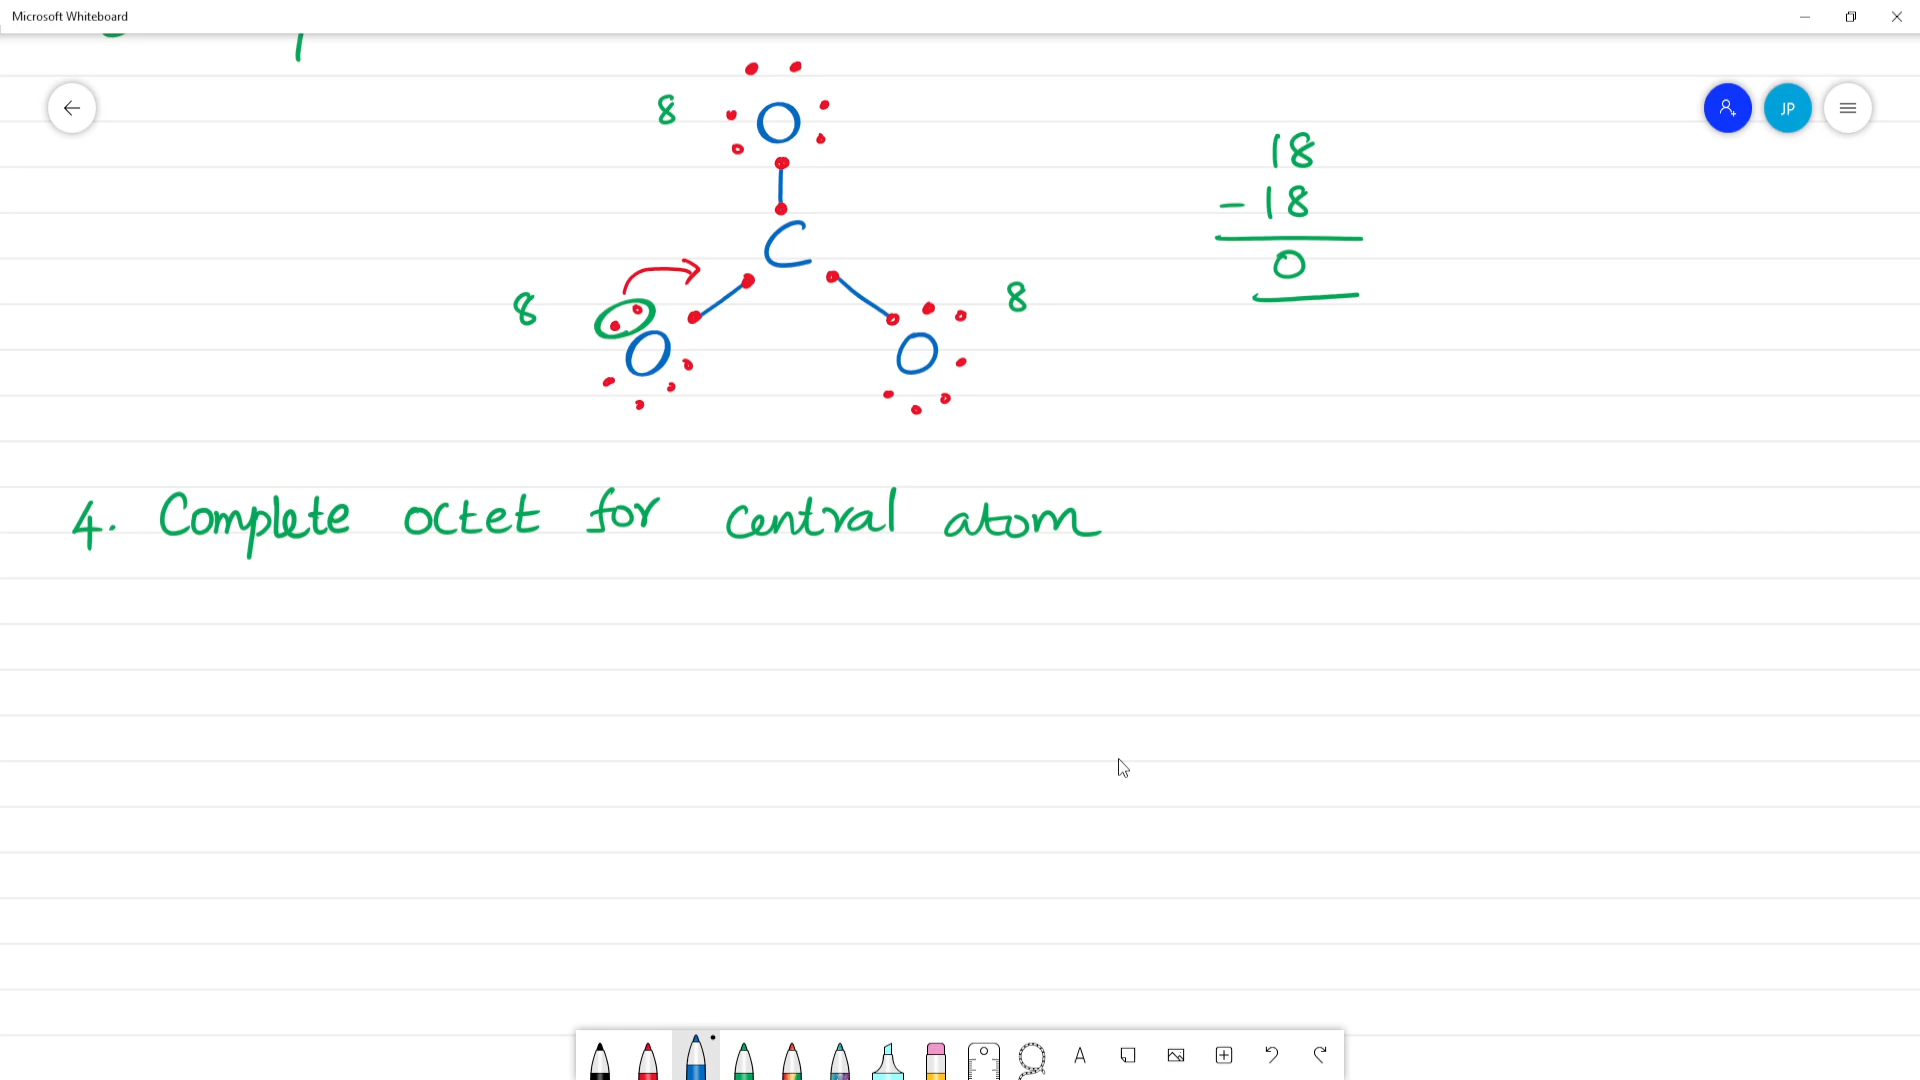 Microsoft Whiteboard
8
O
JP
18
C
- 18
0
8
8
O
O
4. Complete octet for central atom
A